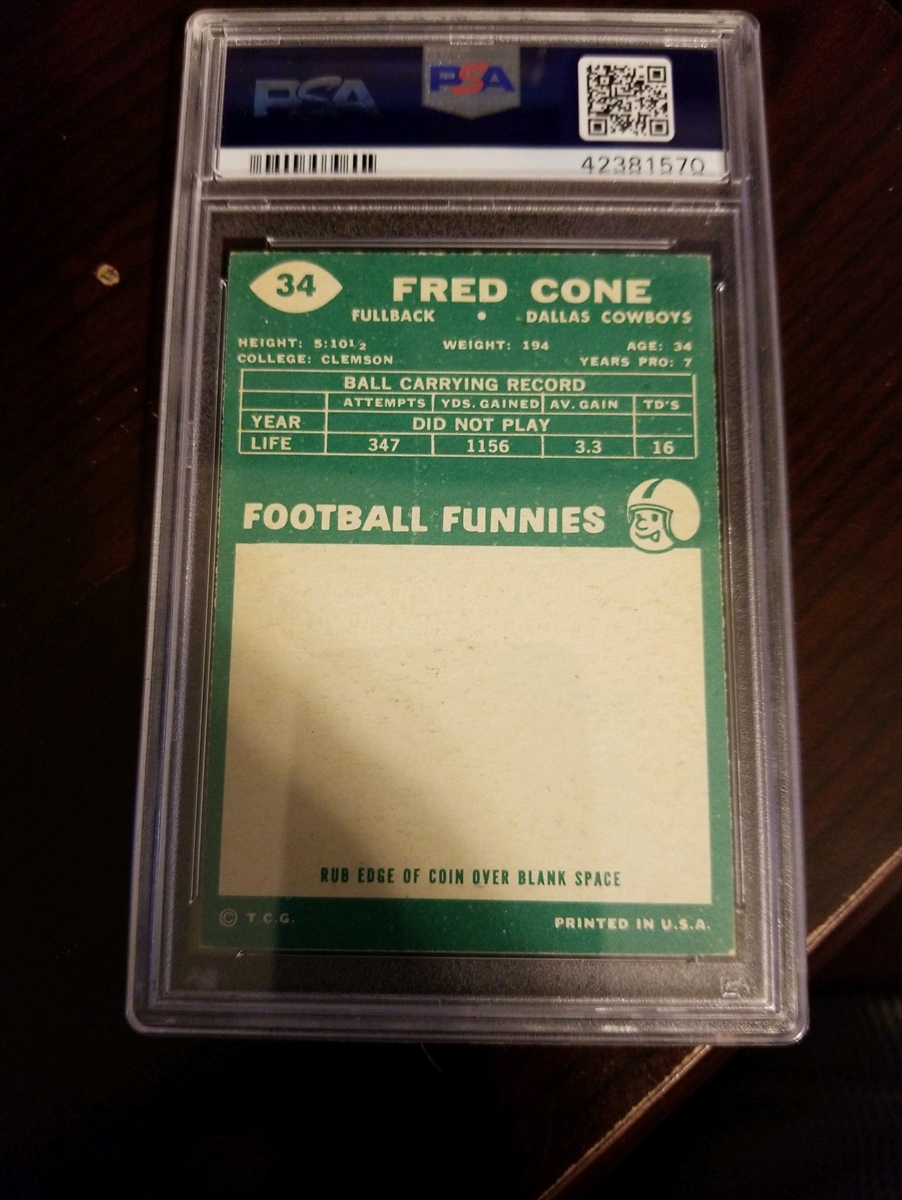 PSA PSA
42381570
34 FRED CONE
FULLBACK • DALLAS COWBOYS
HEIGHT: 5:10½ WEIGHT: 194 AGE: 34
COLLEGE: CLEMSON YEARS PRO: 7
BALL CARRYING RECORD
ATTEMPTS YDS. GAINED AV. GAIN TD'S
YEAR DID NOT PLAY
LIFE 347 1156 3.3 16
FOOTBALL FUNNIES
RUB EDGE OF COIN OVER BLANK SPACE
© T.C.G. PRINTED IN U.S.A.